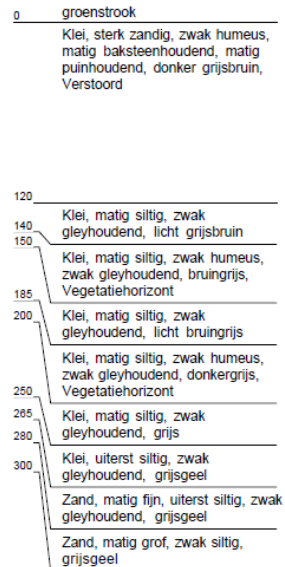 0 groenstrook
Klei, sterk zandig, zwak humeus,
matig baksteenhoudend, matig
puinhoudend, donker grijsbruin,
Verstoord
120
Klei, matig siltig, zwak
140 gleyhoudend, licht grijsbruin
150
Klei, matig siltig, zwak humeus,
zwak gleyhoudend, bruingrijs,
Vegetatiehorizont
185
Klei, matig siltig, zwak
200 gleyhoudend, licht bruingrijs
Klei, matig siltig, zwak humeus,
zwak gleyhoudend, donkergrijs,
Vegetatiehorizont
250
Klei, matig siltig, zwak
265 gleyhoudend, grijs
280
Klei, uiterst siltig, zwak
300 gleyhoudend, grijsgeel
Zand, matig fijn, uiterst siltig, zwak
gleyhoudend, grijsgeel
Zand, matig grof, zwak siltig,
grijsgeel